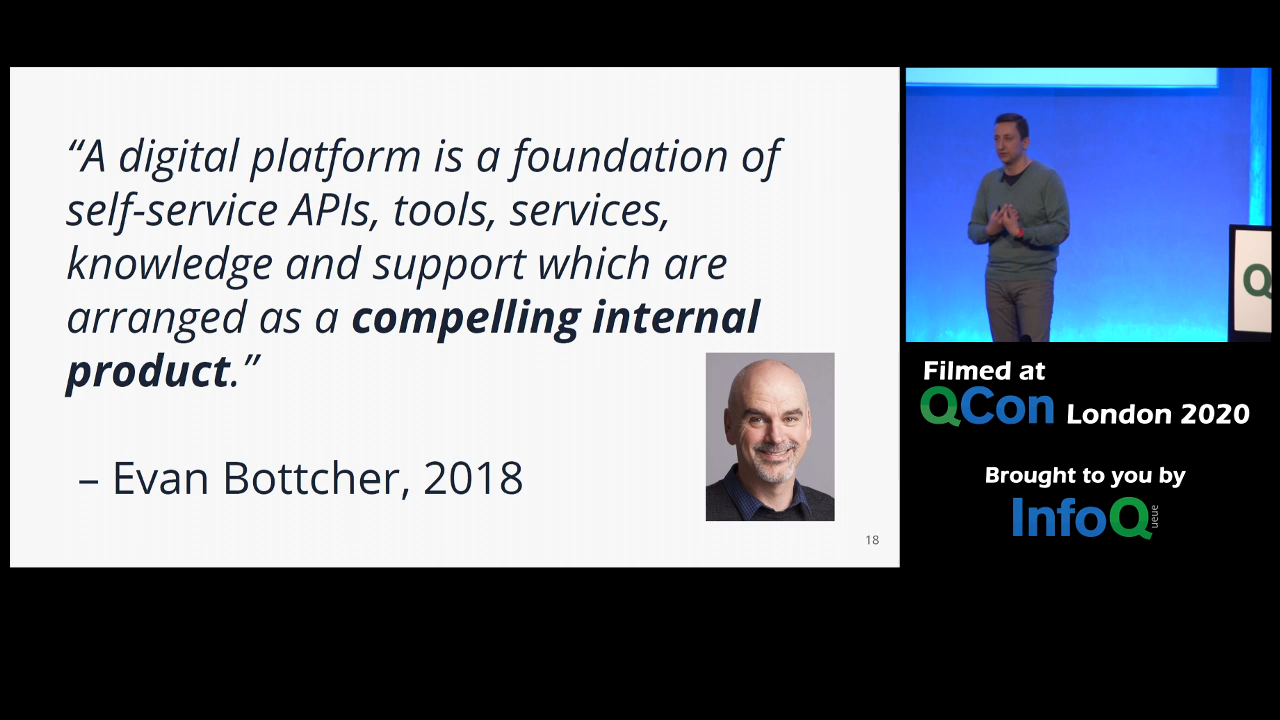 “A digital platform is a foundation of
self-service APIs, tools, services,
knowledge and support which are
arranged as a compelling internal
product.”
– Evan Bottcher, 2018
18
Q
Filmed at
QCon London 2020
Brought to you by
InfoQ
ueue